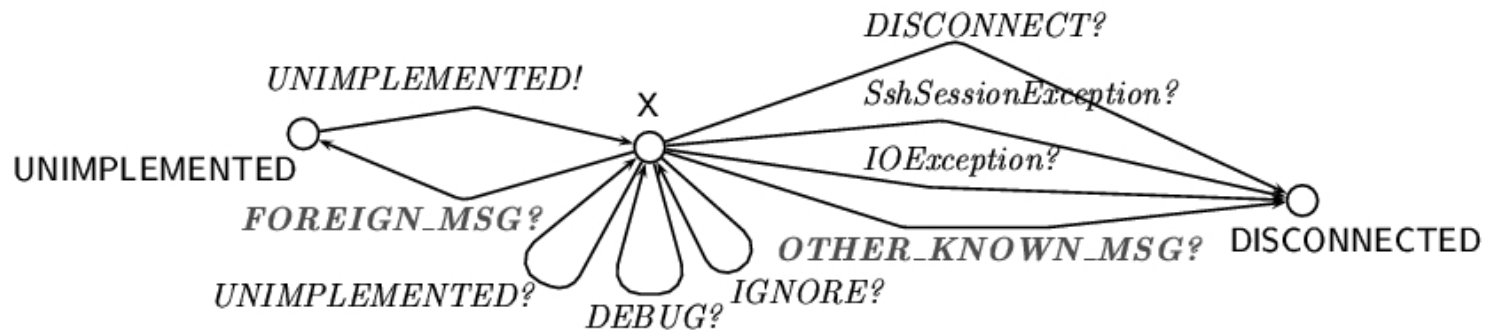 DISCONNECT?
UNIMPLEMENTED!
SshSessionException?
X
IOException?
UNIMPLEMENTED
FOREIGN_MSG?
OTHER_KNOWN_MSG?
DISCONNECTED
UNIMPLEMENTED?
IGNORE?
DEBUG?